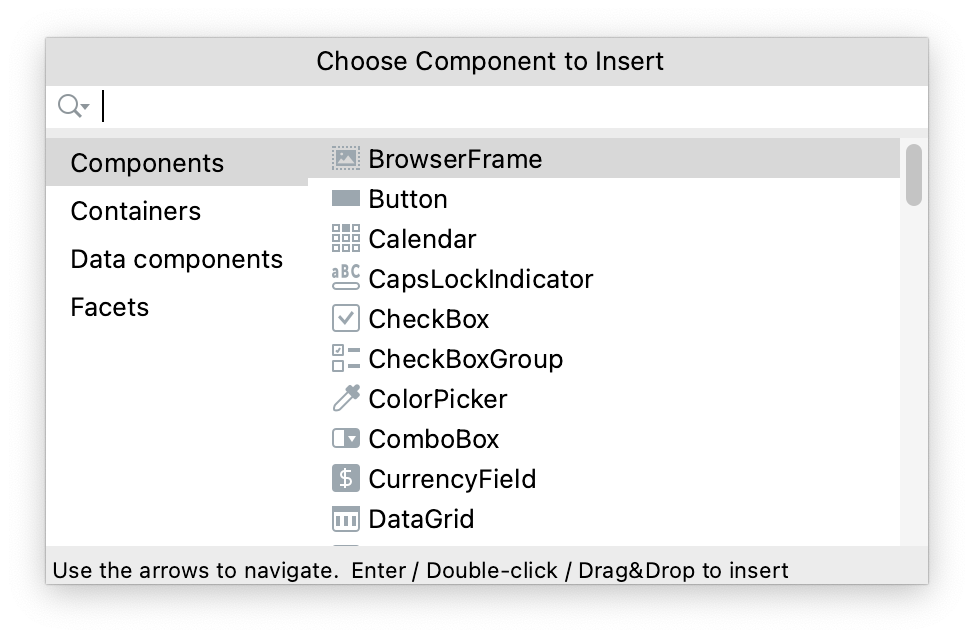 Choose Component to Insert
Components
Containers
Data components
Facets
BrowserFrame
Button
Calendar
aBC
CapsLockIndicator
CheckBox
CheckBoxGroup
ColorPicker
ComboBox
$
CurrencyField
DataGrid
Use the arrows to navigate. Enter / Double-click / Drag&Drop to insert